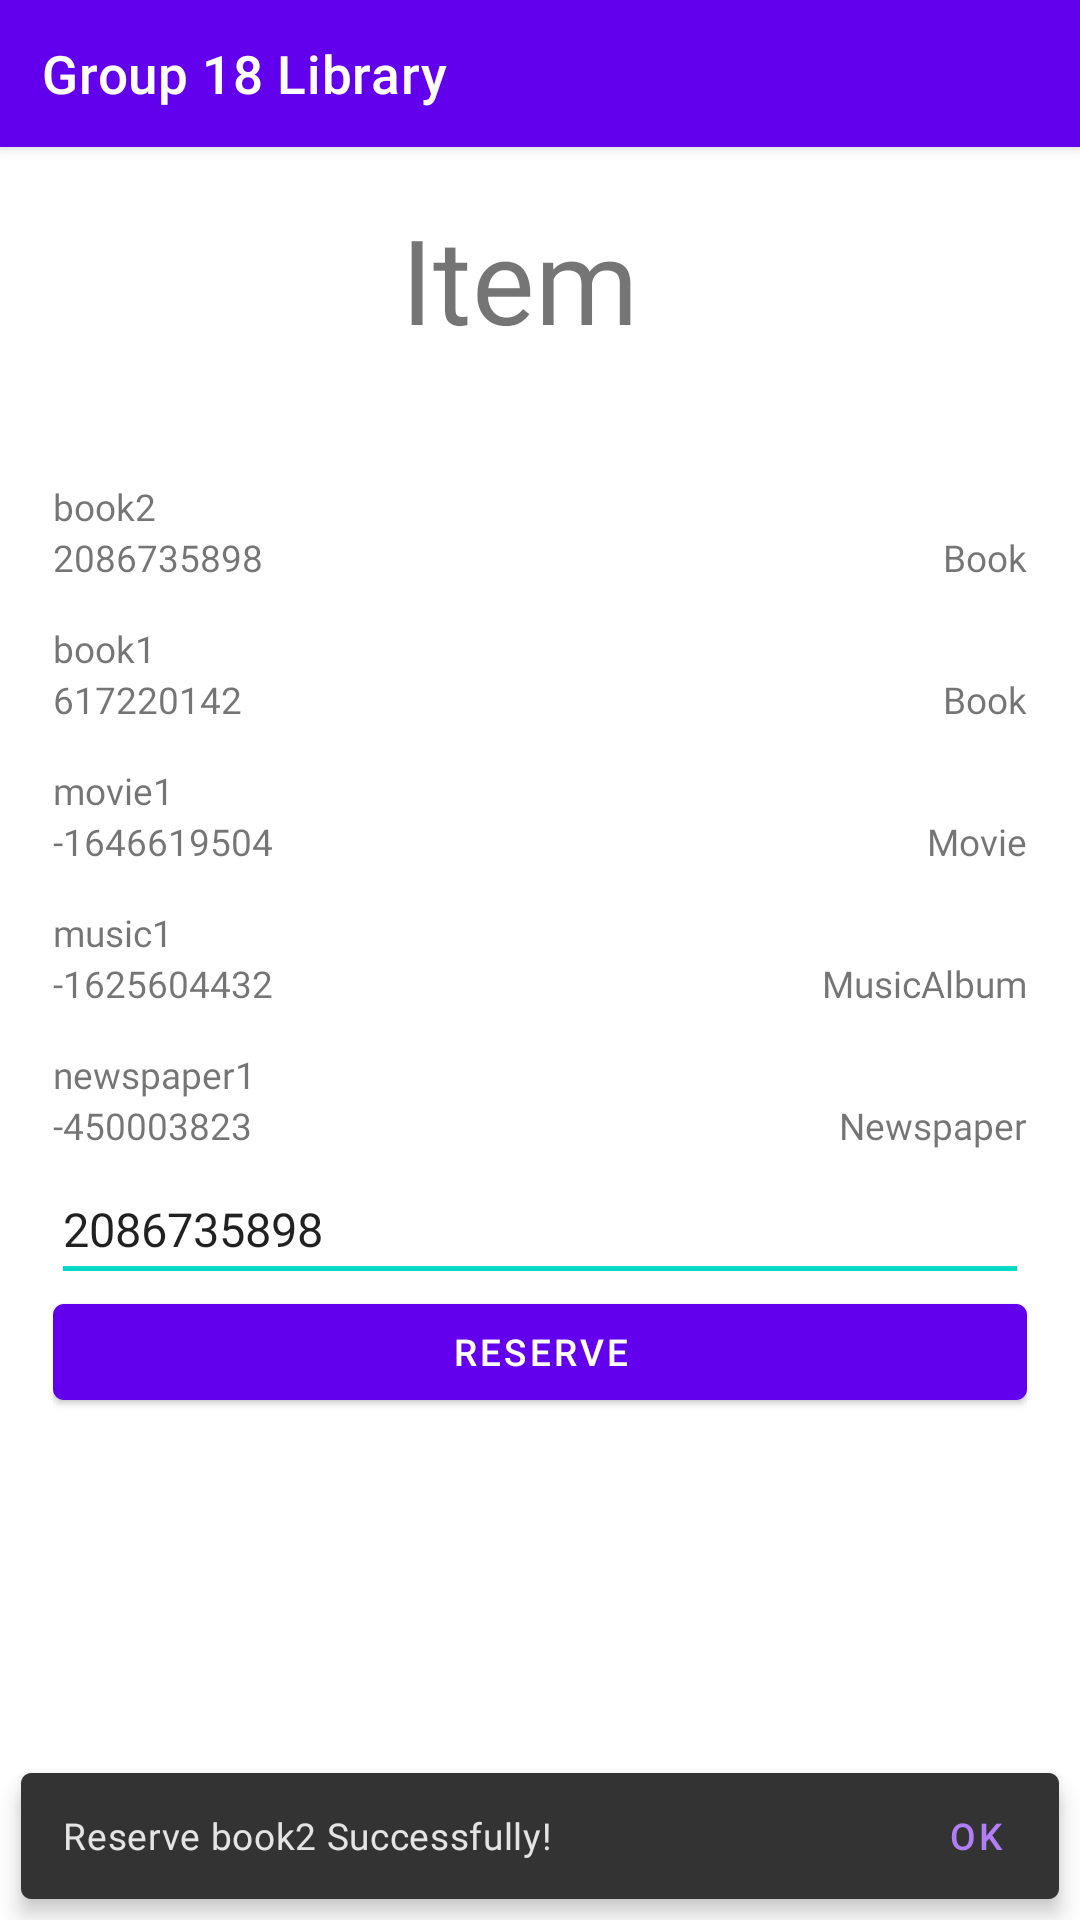 Group 18 Library
Item
book2
2086735898 Book
book1
617220142 Book
movie1
-1646619504 Movie
music1
-1625604432 MusicAlbum
newspaper1
-450003823 Newspaper
2086735898
RESERVE
Reserve book2 Successfully! OK